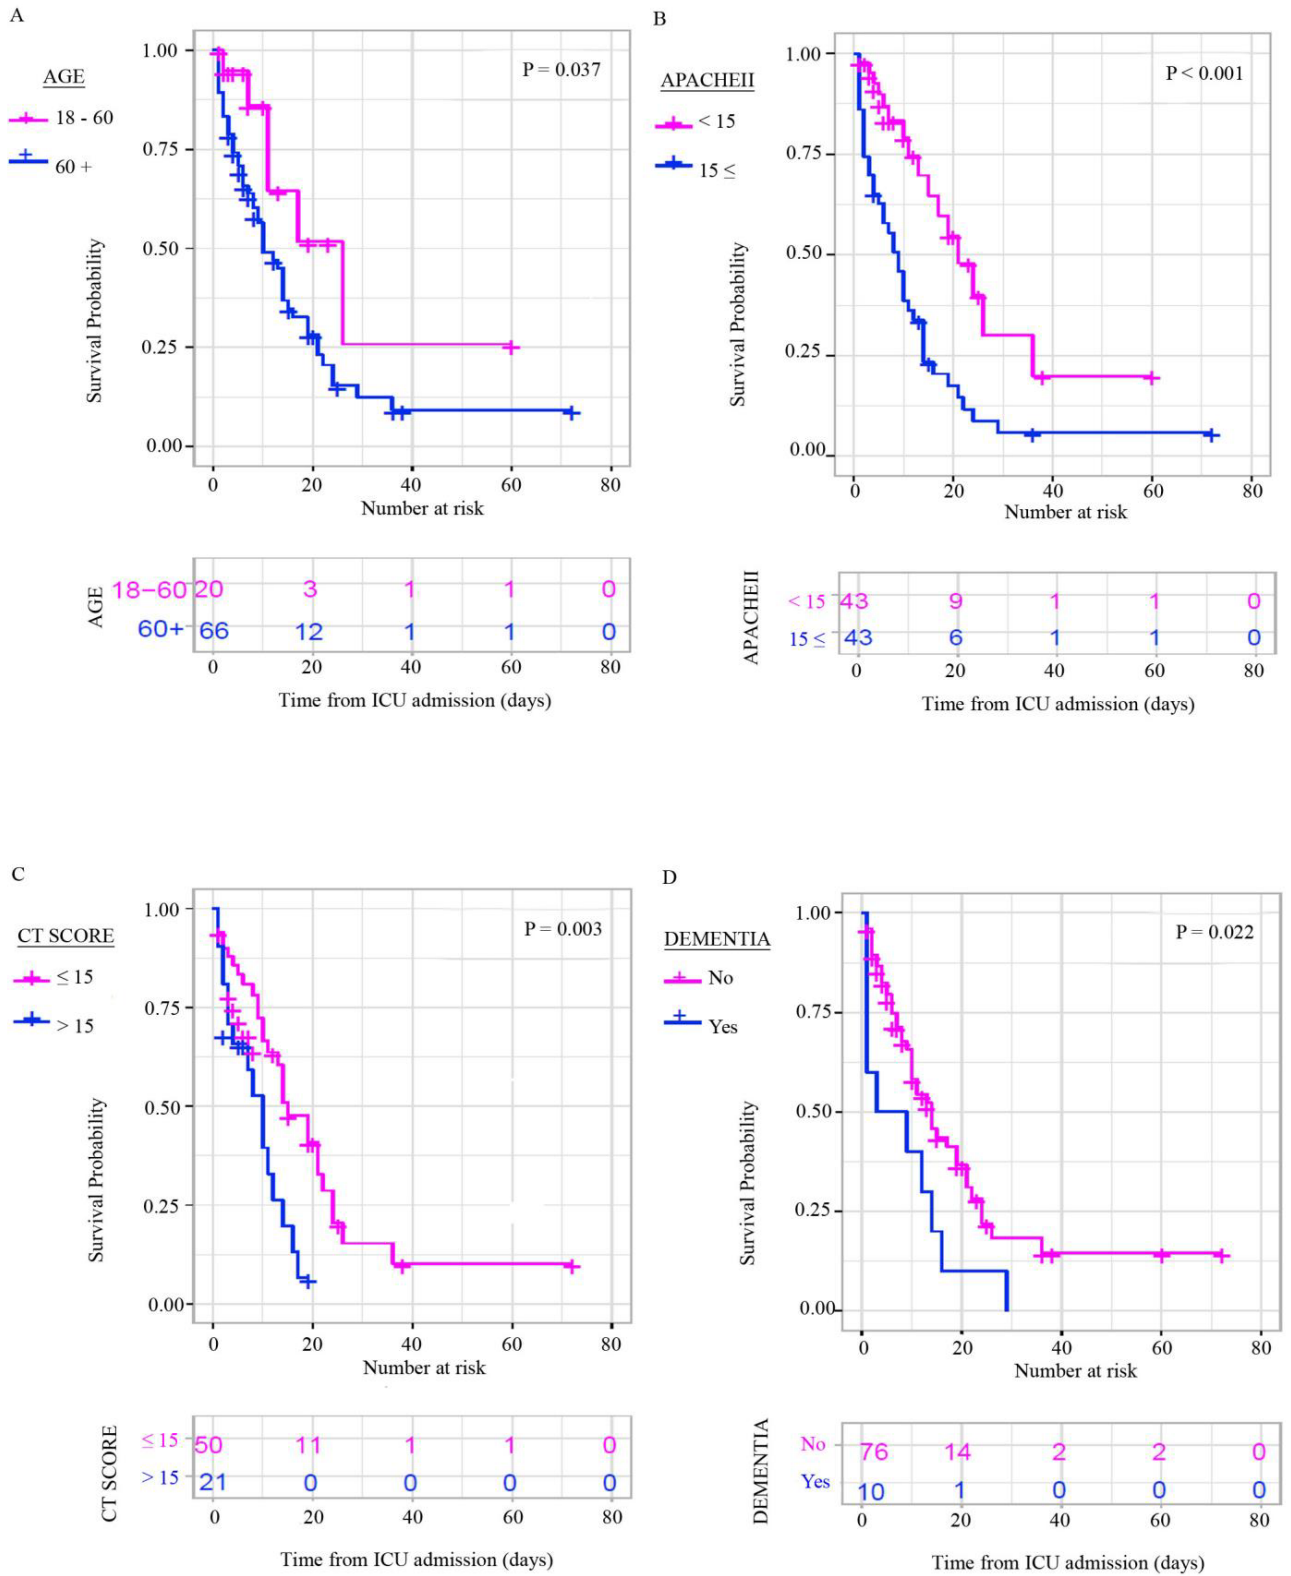 A
AGE
18 - 60
60 +
P = 0.037
1.00
0.75
0.50
0.25
0.00
Survival Probability
0 20 40 60 80
Number at risk
AGE
18-60 20 3 1 1 0
60+ 66 12 1 1 0
0 20 40 60 80
Time from ICU admission (days)
B
APACHEII
< 15
15 ≤
P < 0.001
1.00
0.75
0.50
0.25
0.00
Survival Probability
0 20 40 60 80
Number at risk
APACHEII
< 15 43 9 1 1 0
15 ≤ 43 6 1 1 0
0 20 40 60 80
Time from ICU admission (days)
C
CT SCORE
≤ 15
> 15
P = 0.003
1.00
0.75
0.50
0.25
0.00
Survival Probability
0 20 40 60 80
Number at risk
CT SCORE
≤ 15 50 11 1 1 0
> 15 21 0 0 0 0
0 20 40 60 80
Time from ICU admission (days)
D
DEMENTIA
No
Yes
P = 0.022
1.00
0.75
0.50
0.25
0.00
Survival Probability
0 20 40 60 80
Number at risk
DEMENTIA
No 76 14 2 2 0
Yes 10 1 0 0 0
0 20 40 60 80
Time from ICU admission (days)